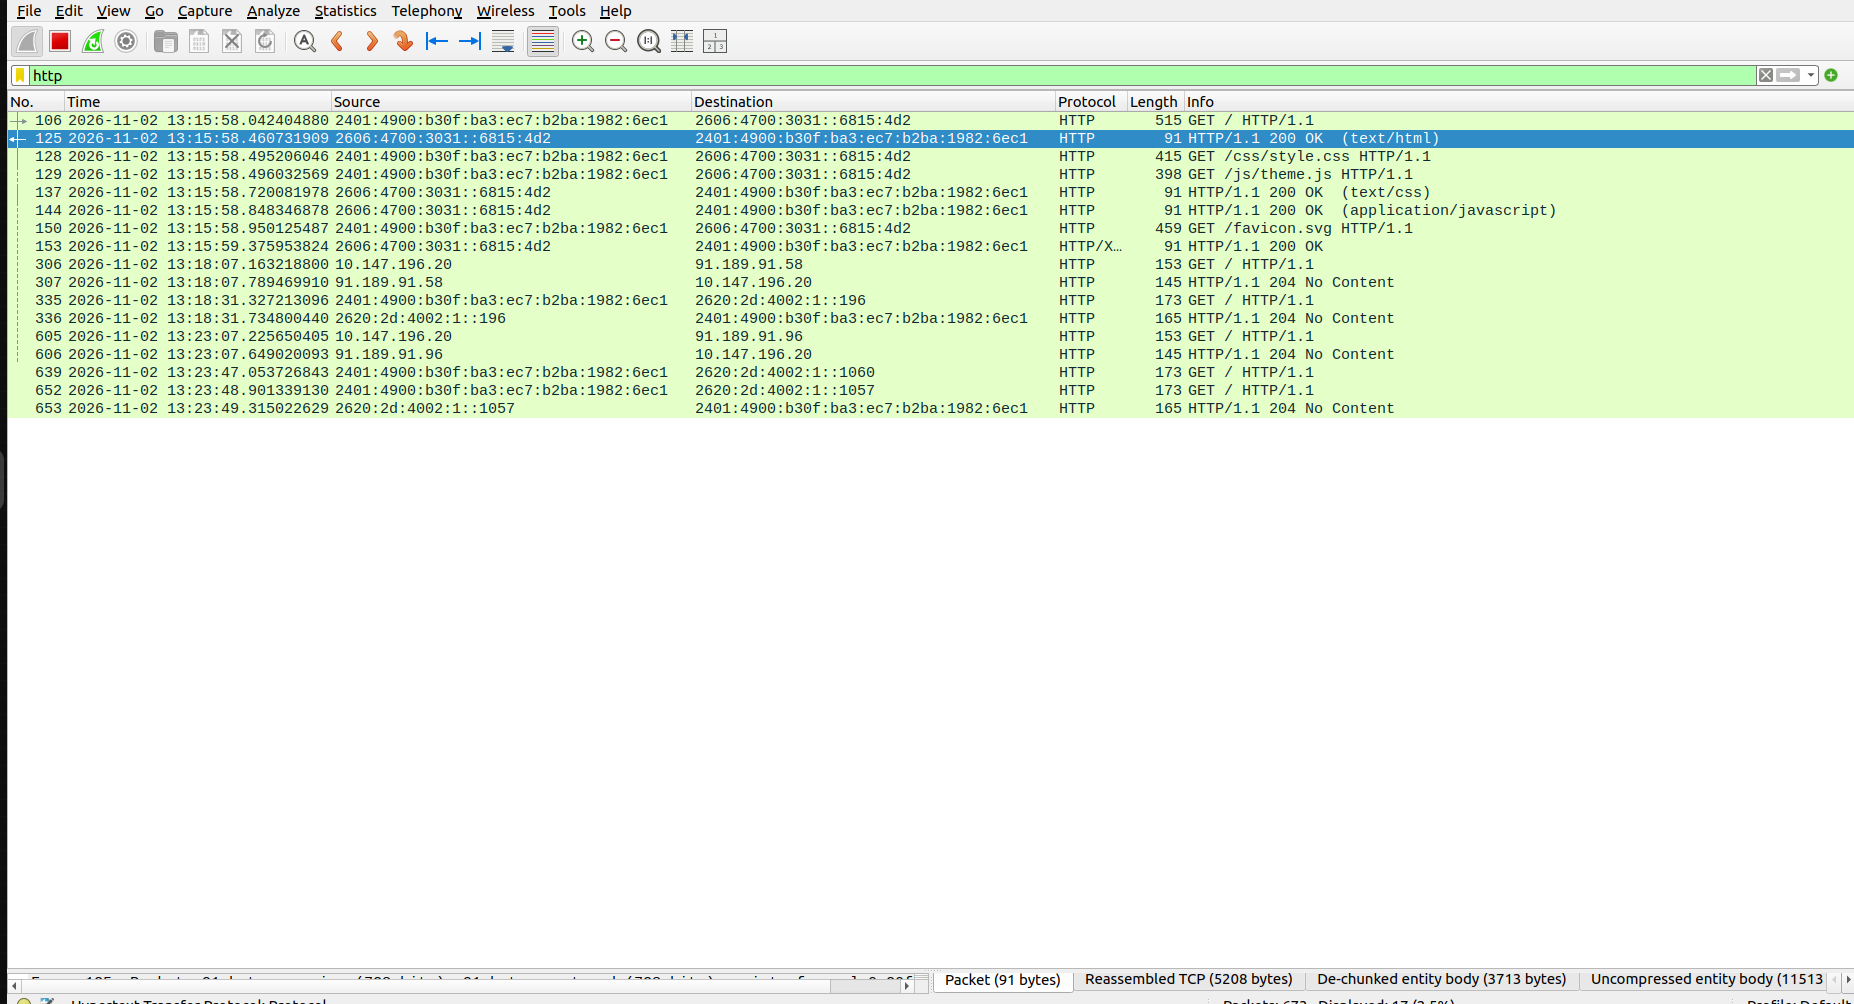 File Edit View Go Capture Analyze Statistics Telephony Wireless Tools Help
http
No. Time Source Destination Protocol Length Info
106 2026-11-02 13:15:58.042404880 2401:4900:b30f:ba3:ec7:b2ba:1982:6ec1 2606:4700:3031::6815:4d2 HTTP 515 GET / HTTP/1.1
125 2026-11-02 13:15:58.460731909 2606:4700:3031::6815:4d2 2401:4900:b30f:ba3:ec7:b2ba:1982:6ec1 HTTP 91 HTTP/1.1 200 OK (text/html)
128 2026-11-02 13:15:58.495206046 2401:4900:b30f:ba3:ec7:b2ba:1982:6ec1 2606:4700:3031::6815:4d2 HTTP 415 GET /css/style.css HTTP/1.1
129 2026-11-02 13:15:58.496032569 2401:4900:b30f:ba3:ec7:b2ba:1982:6ec1 2606:4700:3031::6815:4d2 HTTP 398 GET /js/theme.js HTTP/1.1
137 2026-11-02 13:15:58.720081978 2606:4700:3031::6815:4d2 2401:4900:b30f:ba3:ec7:b2ba:1982:6ec1 HTTP 91 HTTP/1.1 200 OK (text/css)
144 2026-11-02 13:15:58.848346878 2606:4700:3031::6815:4d2 2401:4900:b30f:ba3:ec7:b2ba:1982:6ec1 HTTP 91 HTTP/1.1 200 OK (application/javascript)
150 2026-11-02 13:15:58.950125487 2401:4900:b30f:ba3:ec7:b2ba:1982:6ec1 2606:4700:3031::6815:4d2 HTTP 459 GET /favicon.svg HTTP/1.1
153 2026-11-02 13:15:59.375953824 2606:4700:3031::6815:4d2 2401:4900:b30f:ba3:ec7:b2ba:1982:6ec1 HTTP/X… 91 HTTP/1.1 200 OK
306 2026-11-02 13:18:07.163218800 10.147.196.20 91.189.91.58 HTTP 153 GET / HTTP/1.1
307 2026-11-02 13:18:07.789469910 91.189.91.58 10.147.196.20 HTTP 145 HTTP/1.1 204 No Content
335 2026-11-02 13:18:31.327213096 2401:4900:b30f:ba3:ec7:b2ba:1982:6ec1 2620:2d:4002:1::196 HTTP 173 GET / HTTP/1.1
336 2026-11-02 13:18:31.734800440 2620:2d:4002:1::196 2401:4900:b30f:ba3:ec7:b2ba:1982:6ec1 HTTP 165 HTTP/1.1 204 No Content
605 2026-11-02 13:23:07.225650405 10.147.196.20 91.189.91.96 HTTP 153 GET / HTTP/1.1
606 2026-11-02 13:23:07.649020093 91.189.91.96 10.147.196.20 HTTP 145 HTTP/1.1 204 No Content
639 2026-11-02 13:23:47.053726843 2401:4900:b30f:ba3:ec7:b2ba:1982:6ec1 2620:2d:4002:1::1060 HTTP 173 GET / HTTP/1.1
652 2026-11-02 13:23:48.901339130 2401:4900:b30f:ba3:ec7:b2ba:1982:6ec1 2620:2d:4002:1::1057 HTTP 173 GET / HTTP/1.1
653 2026-11-02 13:23:49.315022629 2620:2d:4002:1::1057 2401:4900:b30f:ba3:ec7:b2ba:1982:6ec1 HTTP 165 HTTP/1.1 204 No Content
Packet (91 bytes) Reassembled TCP (5208 bytes) De-chunked entity body (3713 bytes) Uncompressed entity body (11513